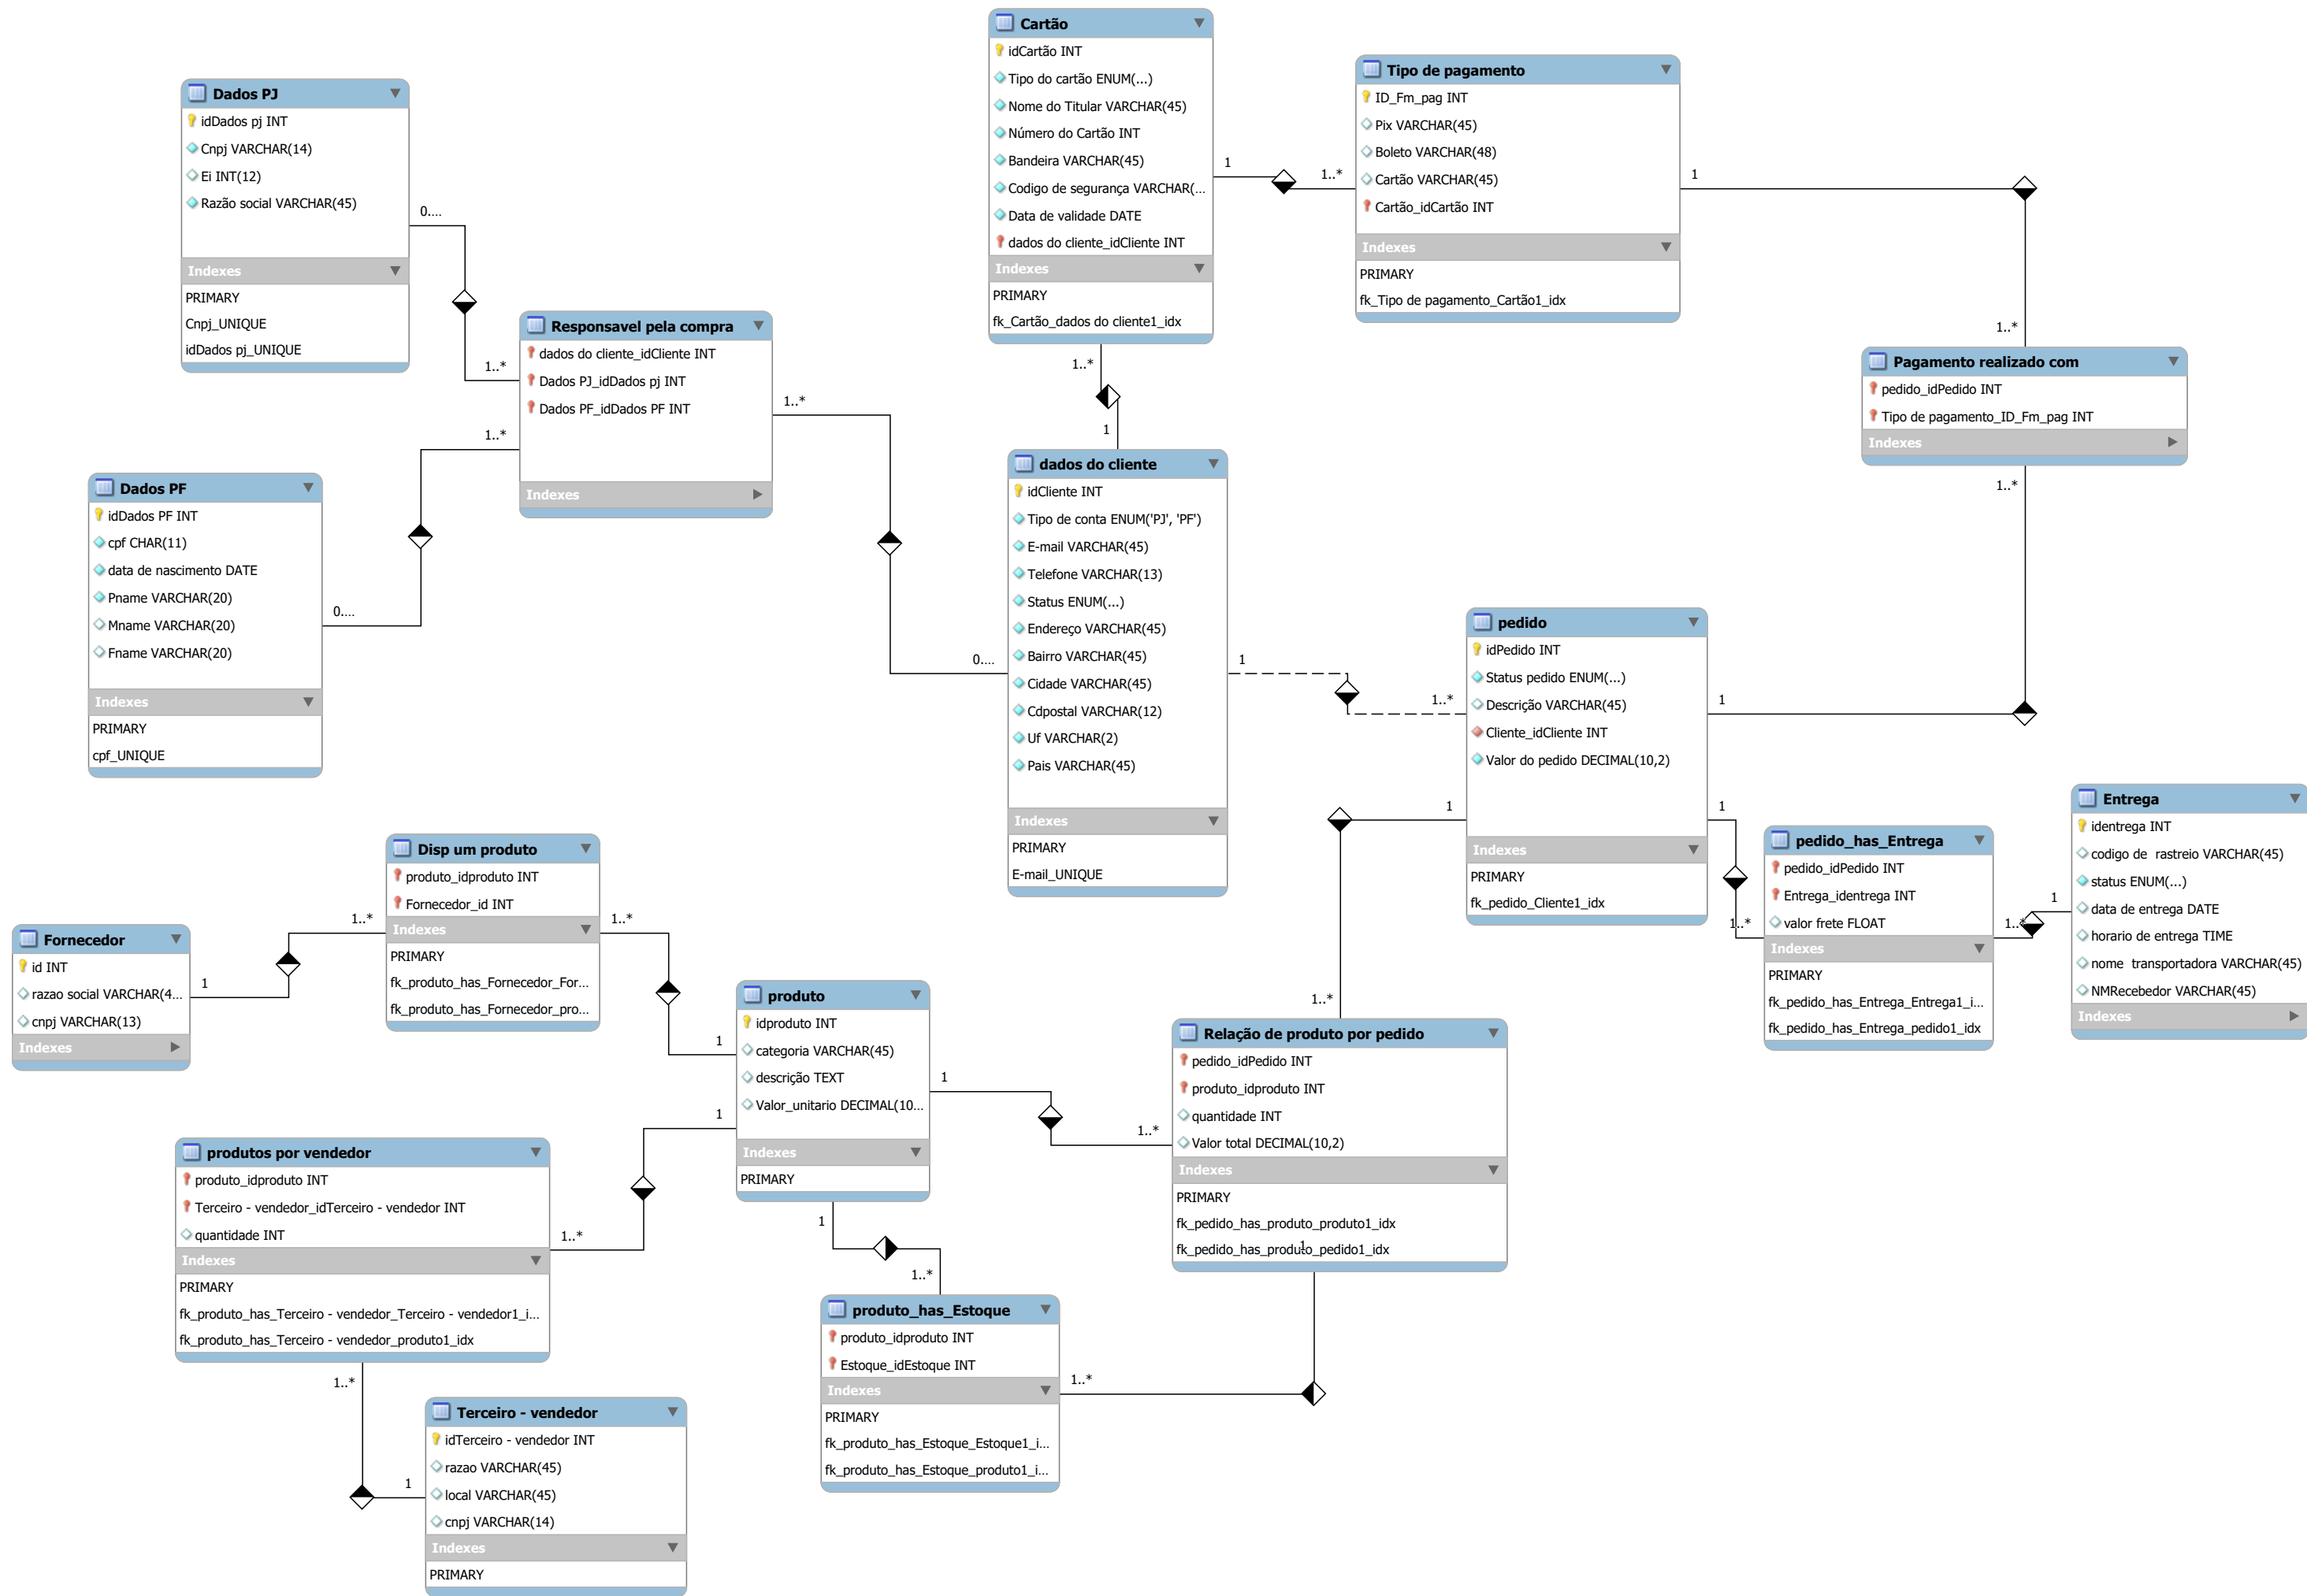 Cartão
idCartão INT
Tipo do cartão ENUM(...)
Nome do Titular VARCHAR(45)
Número do Cartão INT
Bandeira VARCHAR(45)
Codigo de segurança VARCHAR(...
Data de validade DATE
dados do cliente_idCliente INT
Indexes
PRIMARY
fk_Cartão_dados do cliente1_idx
1
1..*
1..*
1
Tipo de pagamento
ID_Fm_pag INT
Pix VARCHAR(45)
Boleto VARCHAR(48)
Cartão VARCHAR(45)
Cartão_idCartão INT
Indexes
PRIMARY
fk_Tipo de pagamento_Cartão1_idx
1
1..*
Dados PJ
idDados pj INT
Cnpj VARCHAR(14)
Ei INT(12)
Razão social VARCHAR(45)
Indexes
PRIMARY
Cnpj_UNIQUE
idDados pj_UNIQUE
0....
1..*
Responsavel pela compra
dados do cliente_idCliente INT
Dados PJ_idDados pj INT
Dados PF_idDados PF INT
Indexes
1..*
1..*
0....
Pagamento realizado com
pedido_idPedido INT
Tipo de pagamento_ID_Fm_pag INT
Indexes
1..*
Dados PF
idDados PF INT
cpf CHAR(11)
data de nascimento DATE
Pname VARCHAR(20)
Mname VARCHAR(20)
Fname VARCHAR(20)
Indexes
PRIMARY
cpf_UNIQUE
0....
dados do cliente
idCliente INT
Tipo de conta ENUM('PJ', 'PF')
E-mail VARCHAR(45)
Telefone VARCHAR(13)
Status ENUM(...)
Endereço VARCHAR(45)
Bairro VARCHAR(45)
Cidade VARCHAR(45)
Cdpostal VARCHAR(12)
Uf VARCHAR(2)
Pais VARCHAR(45)
Indexes
PRIMARY
E-mail_UNIQUE
1
1..*
pedido
idPedido INT
Status pedido ENUM(...)
Descrição VARCHAR(45)
Cliente_idCliente INT
Valor do pedido DECIMAL(10,2)
Indexes
PRIMARY
fk_pedido_Cliente1_idx
1
1
1
1..*
pedido_has_Entrega
pedido_idPedido INT
Entrega_identrega INT
valor frete FLOAT
Indexes
PRIMARY
fk_pedido_has_Entrega_Entrega1_i...
fk_pedido_has_Entrega_pedido1_idx
1..*
1
Entrega
identrega INT
codigo de  rastreio VARCHAR(45)
status ENUM(...)
data de entrega DATE
horario de entrega TIME
nome  transportadora VARCHAR(45)
NMRecebedor VARCHAR(45)
Indexes
Disp um produto
produto_idproduto INT
Fornecedor_id INT
Indexes
PRIMARY
fk_produto_has_Fornecedor_For...
fk_produto_has_Fornecedor_pro...
1..*
1..*
Fornecedor
id INT
razao social VARCHAR(4...
cnpj VARCHAR(13)
Indexes
1
produto
idproduto INT
categoria VARCHAR(45)
descrição TEXT
Valor_unitario DECIMAL(10...
Indexes
PRIMARY
1
1
1
1
1..*
1..*
Relação de produto por pedido
pedido_idPedido INT
produto_idproduto INT
quantidade INT
Valor total DECIMAL(10,2)
Indexes
PRIMARY
fk_pedido_has_produto_produto1_idx
fk_pedido_has_produto_pedido1_idx
1
produtos por vendedor
produto_idproduto INT
Terceiro - vendedor_idTerceiro - vendedor INT
quantidade INT
Indexes
PRIMARY
fk_produto_has_Terceiro - vendedor_Terceiro - vendedor1_i...
fk_produto_has_Terceiro - vendedor_produto1_idx
1..*
1..*
produto_has_Estoque
produto_idproduto INT
Estoque_idEstoque INT
Indexes
PRIMARY
fk_produto_has_Estoque_Estoque1_i...
fk_produto_has_Estoque_produto1_i...
1..*
1..*
Terceiro - vendedor
idTerceiro - vendedor INT
razao VARCHAR(45)
local VARCHAR(45)
cnpj VARCHAR(14)
Indexes
PRIMARY
1